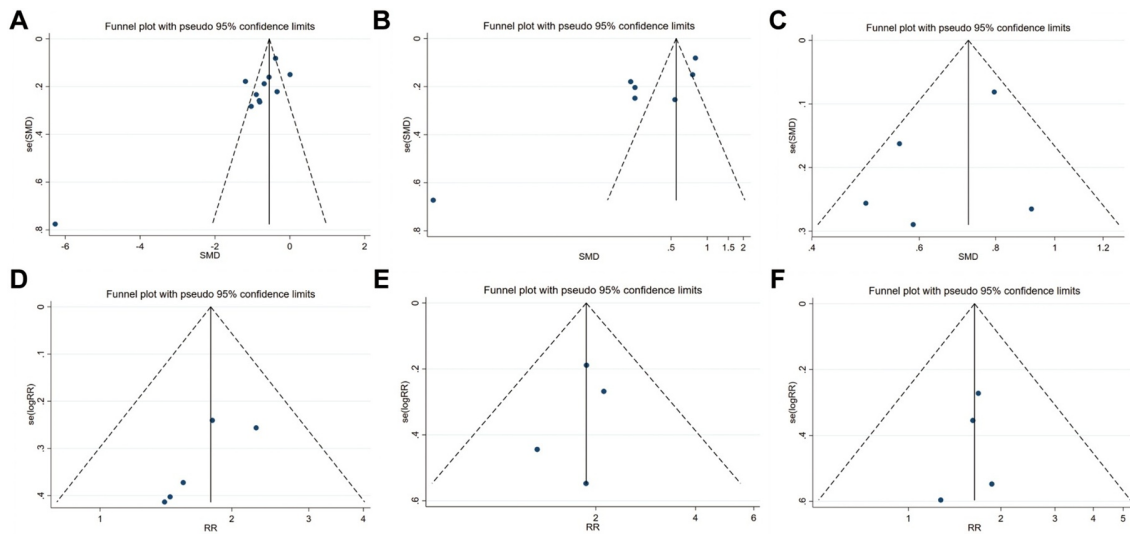 A
Funnel plot with pseudo 95% confidence limits
se(SMD)
0
.2
.4
.6
.8
-6
-4
-2
0
2
SMD
B
Funnel plot with pseudo 95% confidence limits
se(SMD)
0
.2
.4
.6
.8
.5
1
1.5
2
SMD
C
Funnel plot with pseudo 95% confidence limits
se(SMD)
0
.1
.2
.3
.4
.6
.8
1
1.2
SMD
D
Funnel plot with pseudo 95% confidence limits
se(logRR)
0
.1
.2
.3
.4
1
2
3
4
RR
E
Funnel plot with pseudo 95% confidence limits
se(logRR)
0
.2
.4
.6
2
4
6
RR
F
Funnel plot with pseudo 95% confidence limits
se(logRR)
0
.2
.4
.6
1
2
3
4
5
RR